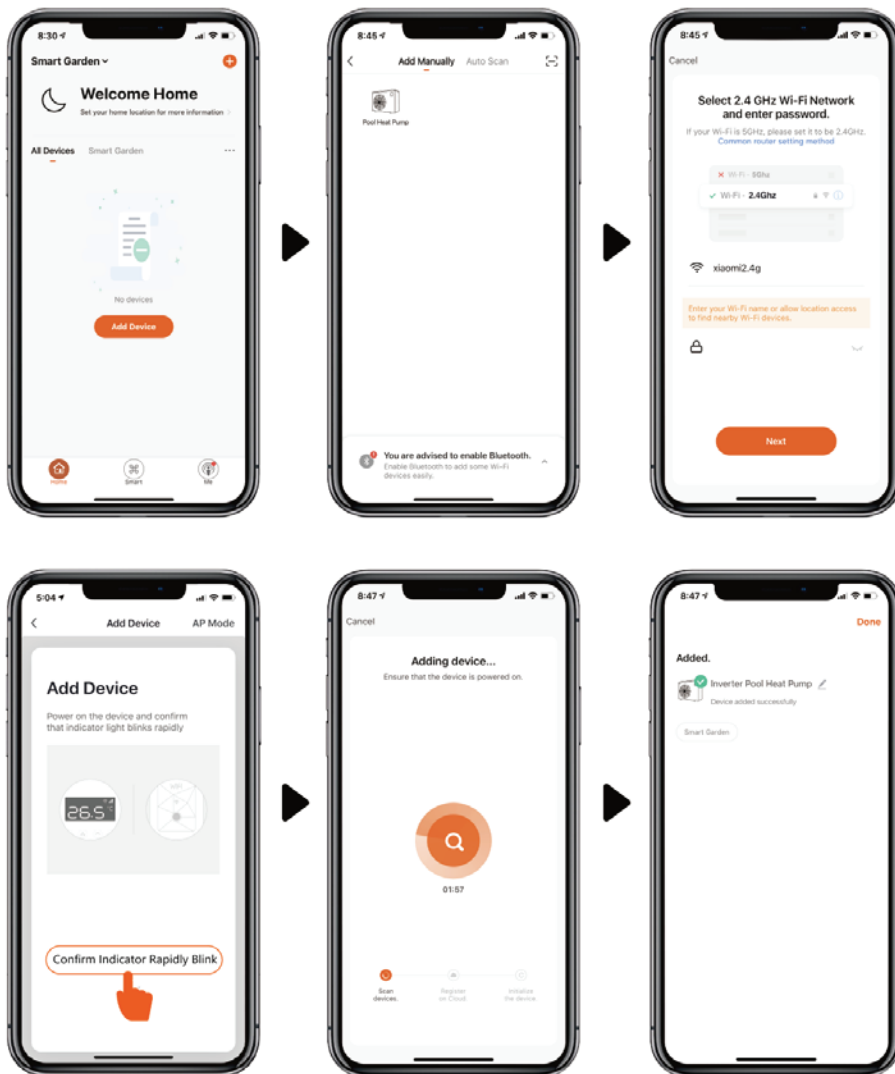 8:30
Smart Garden
Welcome Home
Set your home location for more information
All Devices Smart Garden
No devices
Add Device
Home Smart Me
8:45
Add Manually Auto Scan
Pool Heat Pump
You are advised to enable Bluetooth.
Enable Bluetooth to add some Wi-Fi
devices easily.
8:45
Cancel
Select 2.4 GHz Wi-Fi Network
and enter password.
If your Wi-Fi is 5GHz, please set it to be 2.4GHz.
Common router setting method
Wi-Fi - 5Ghz
Wi-Fi - 2.4Ghz
xiaomi2.4g
Enter your Wi-Fi name or allow location access
to find nearby Wi-Fi devices.
Next
5:04
Add Device AP Mode
Add Device
Power on the device and confirm
that indicator light blinks rapidly
26.5
Confirm Indicator Rapidly Blink
8:47
Cancel
Adding device...
Ensure that the device is powered on.
01:57
Scan
devices.
Register
on Cloud.
Initialize
the device.
8:47
Done
Added.
Inverter Pool Heat Pump
Device added successfully
Smart Garden